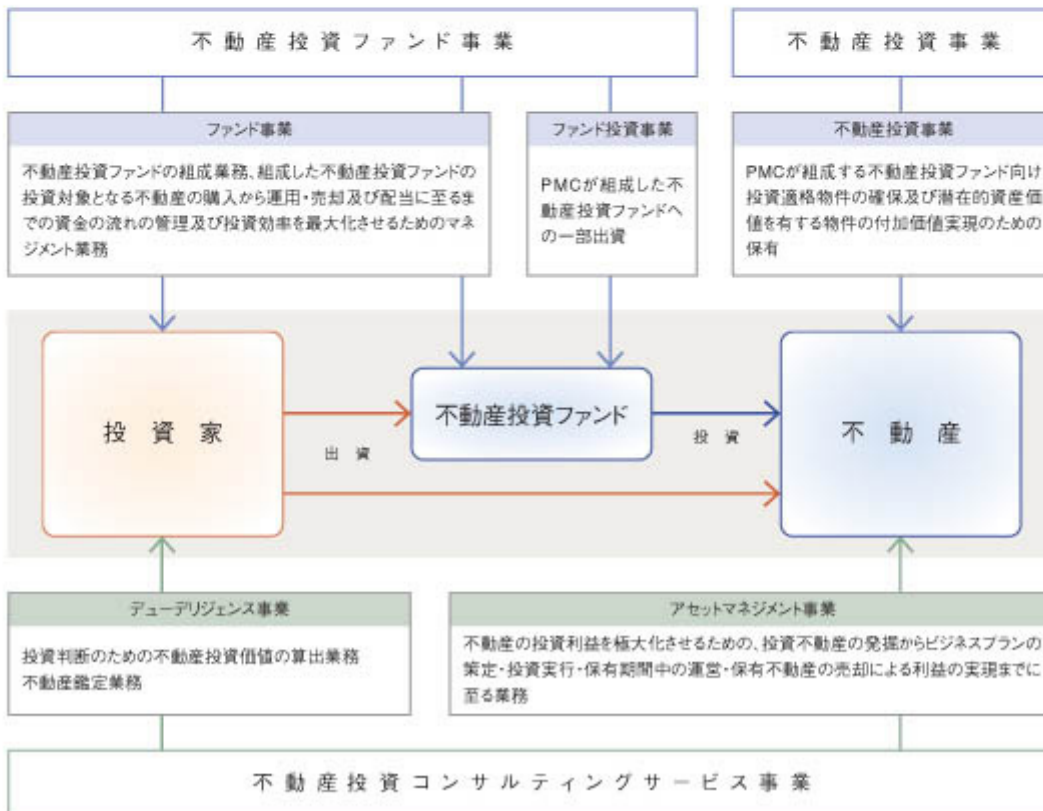 不動産投資ファンド事業
不動産投資事業
ファンド事業
不動産投資ファンドの組成業務、組成した不動産投資ファンドの
投資対象となる不動産の購入から運用・売却及び配当に至るま
での資金の流れの管理及び投資効率を最大化させるためのマネ
ジメント業務
ファンド投資事業
PMCが組成した不
動産投資ファンドへ
の一部出資
不動産投資事業
PMCが組成する不動産投資ファンド向け
投資適格物件の確保及び潜在的資産価
値を有する物件の付加価値実現のための
保有
投資家
出資
不動産投資ファンド
投資
不動産
デューデリジェンス事業
投資判断のための不動産投資価値の算出業務
不動産鑑定業務
アセットマネジメント事業
不動産の投資利益を極大化させるための、投資不動産の発掘からビジネスプランの
策定・投資実行・保有期間中の運営・保有不動産の売却による利益の実現までに
至る業務
不動産投資コンサルティングサービス事業